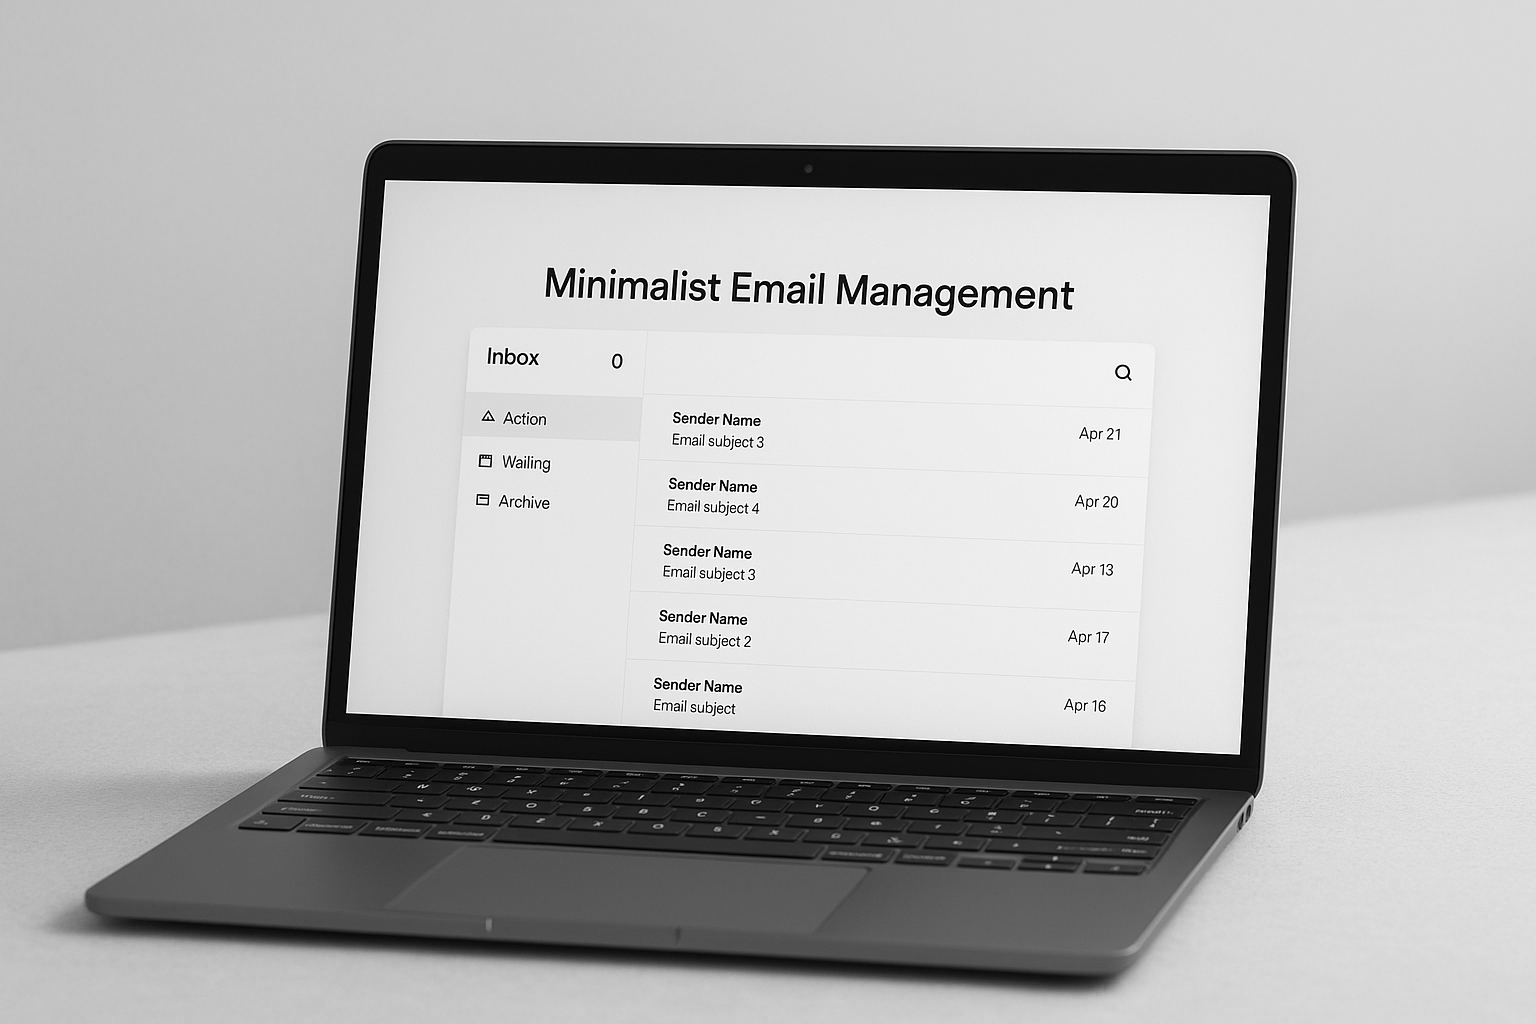 Minimalist Email Management
Inbox 0
Action
Wailing
Archive
Sender Name
Email subject 3
Apr 21
Sender Name
Email subject 4
Apr 20
Sender Name
Email subject 3
Apr 13
Sender Name
Email subject 2
Apr 17
Sender Name
Email subject
Apr 16